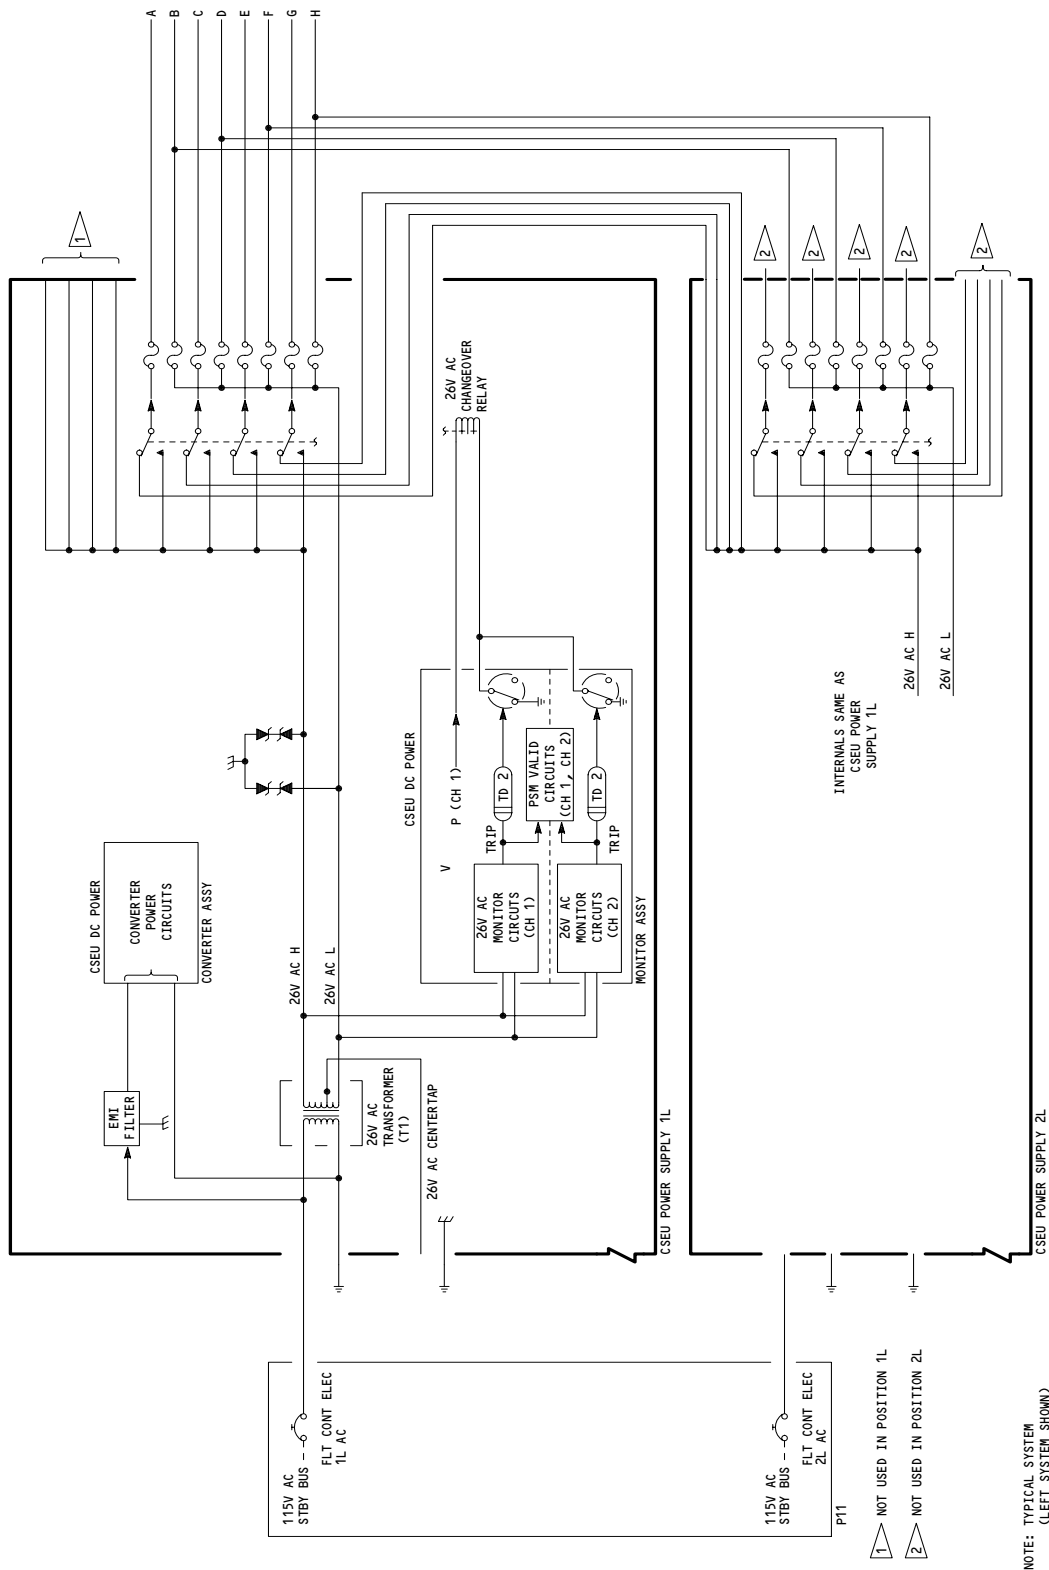 A
B
C
D
E
F
G
H
1
26V AC
CHANGEOVER
RELAY
CSEU DC POWER
CONVERTER
POWER
CIRCUITS
CONVERTER ASSY
EMI
FILTER
26V AC H
26V AC L
26V AC
TRANSFORMER
(T1)
26V AC CENTERTAP
CSEU DC POWER
P (CH 1)
V
TRIP
TD 2
26V AC
MONITOR
CIRCUTS
(CH 1)
PSM VALID
CIRCUITS
(CH 1, CH 2)
26V AC
MONITOR
CIRCUTS
(CH 2)
TRIP
TD 2
MONITOR ASSY
CSEU POWER SUPPLY 1L
2
2
2
2
2
26V AC H
26V AC L
INTERNALS SAME AS
CSEU POWER
SUPPLY 1L
CSEU POWER SUPPLY 2L
115V AC
STBY BUS
FLT CONT ELEC
1L AC
115V AC
STBY BUS
FLT CONT ELEC
2L AC
P11
1 NOT USED IN POSITION 1L
2 NOT USED IN POSITION 2L
NOTE: TYPICAL SYSTEM
(LEFT SYSTEM SHOWN)